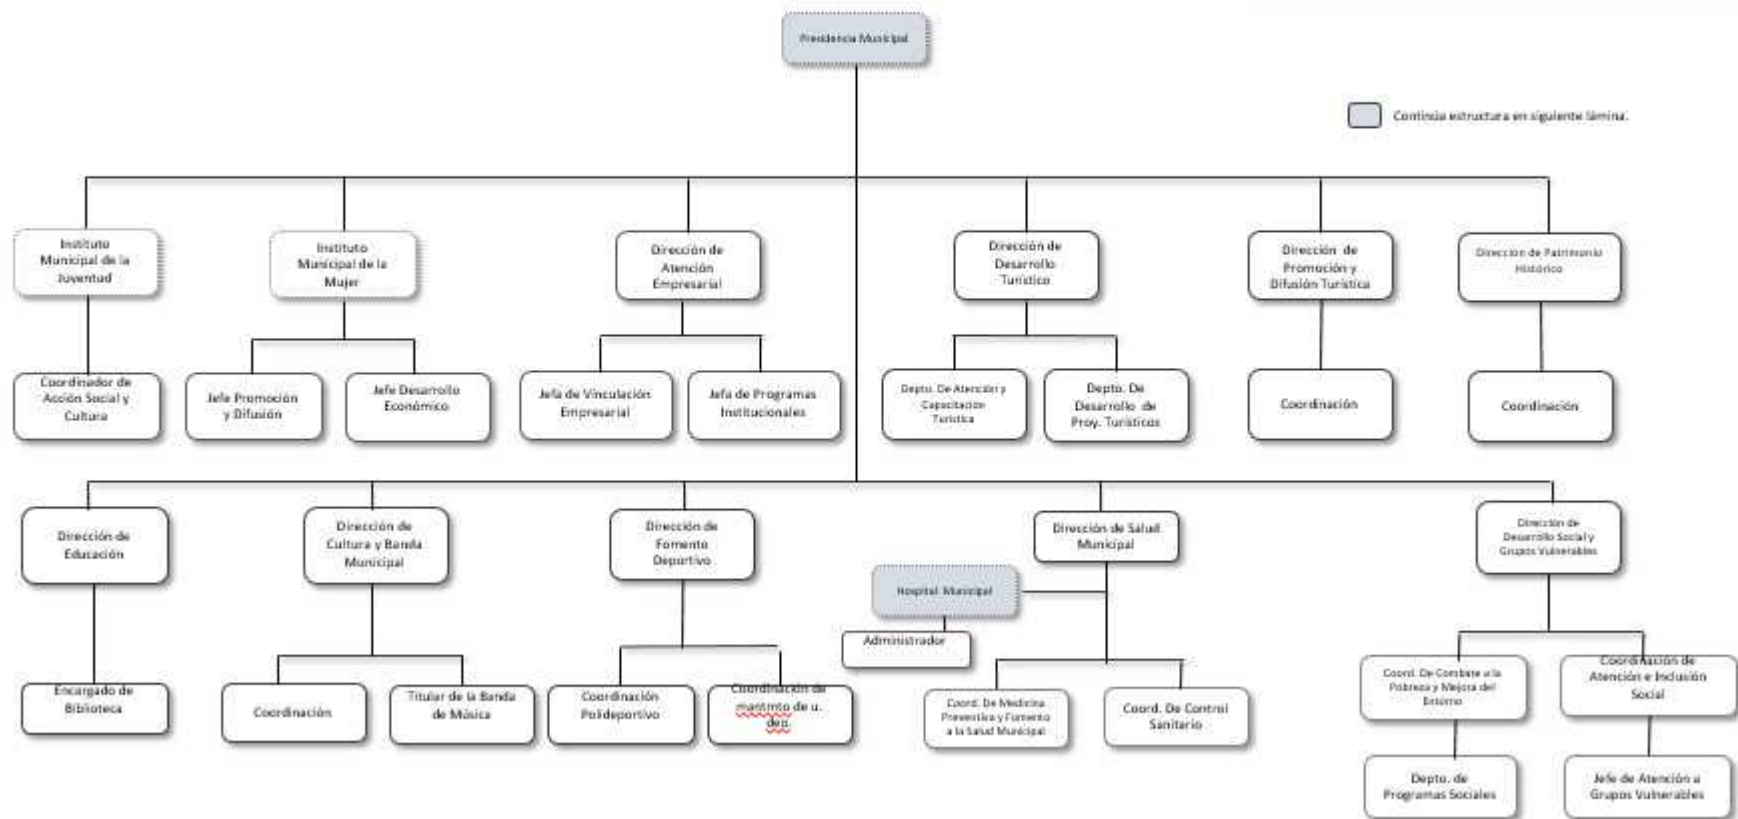 Presidencia Municipal
Continúa estructura en siguiente lámina.
Instituto
Municipal de la
Juventud
Instituto
Municipal de la
Mujer
Dirección de
Atención
Empresarial
Dirección de
Desarrollo
Turístico
Dirección de
Promoción y
Difusión Turística
Dirección de Patrimonio
Histórico
Coordinador de
Acción Social y
Cultura
Jefe Promoción
y Difusión
Jefe Desarrollo
Económico
Jefa de Vinculación
Empresarial
Jefa de Programas
Institucionales
Depto. De Atención y
Capacitación
Turística
Depto. De
Desarrollo de
Proy. Turísticos
Coordinación
Coordinación
Dirección de
Educación
Dirección de
Cultura y Banda
Municipal
Dirección de
Fomento
Deportivo
Dirección de Salud
Municipal
Dirección de
Desarrollo Social y
Grupos Vulnerables
Hospital Municipal
Administrador
Encargado de
Biblioteca
Coordinación
Titular de la Banda
de Música
Coordinación
Polideportivo
Coordinación de
mantmto de u.
dep.
Coord. De Medicina
Preventiva y Fomento
a la Salud Municipal
Coord. De Control
Sanitario
Coord. De Combate a la
Pobreza y Mejora del
Entorno
Coordinación de
Atención e Inclusión
Social
Depto. de
Programas Sociales
Jefe de Atención a
Grupos Vulnerables